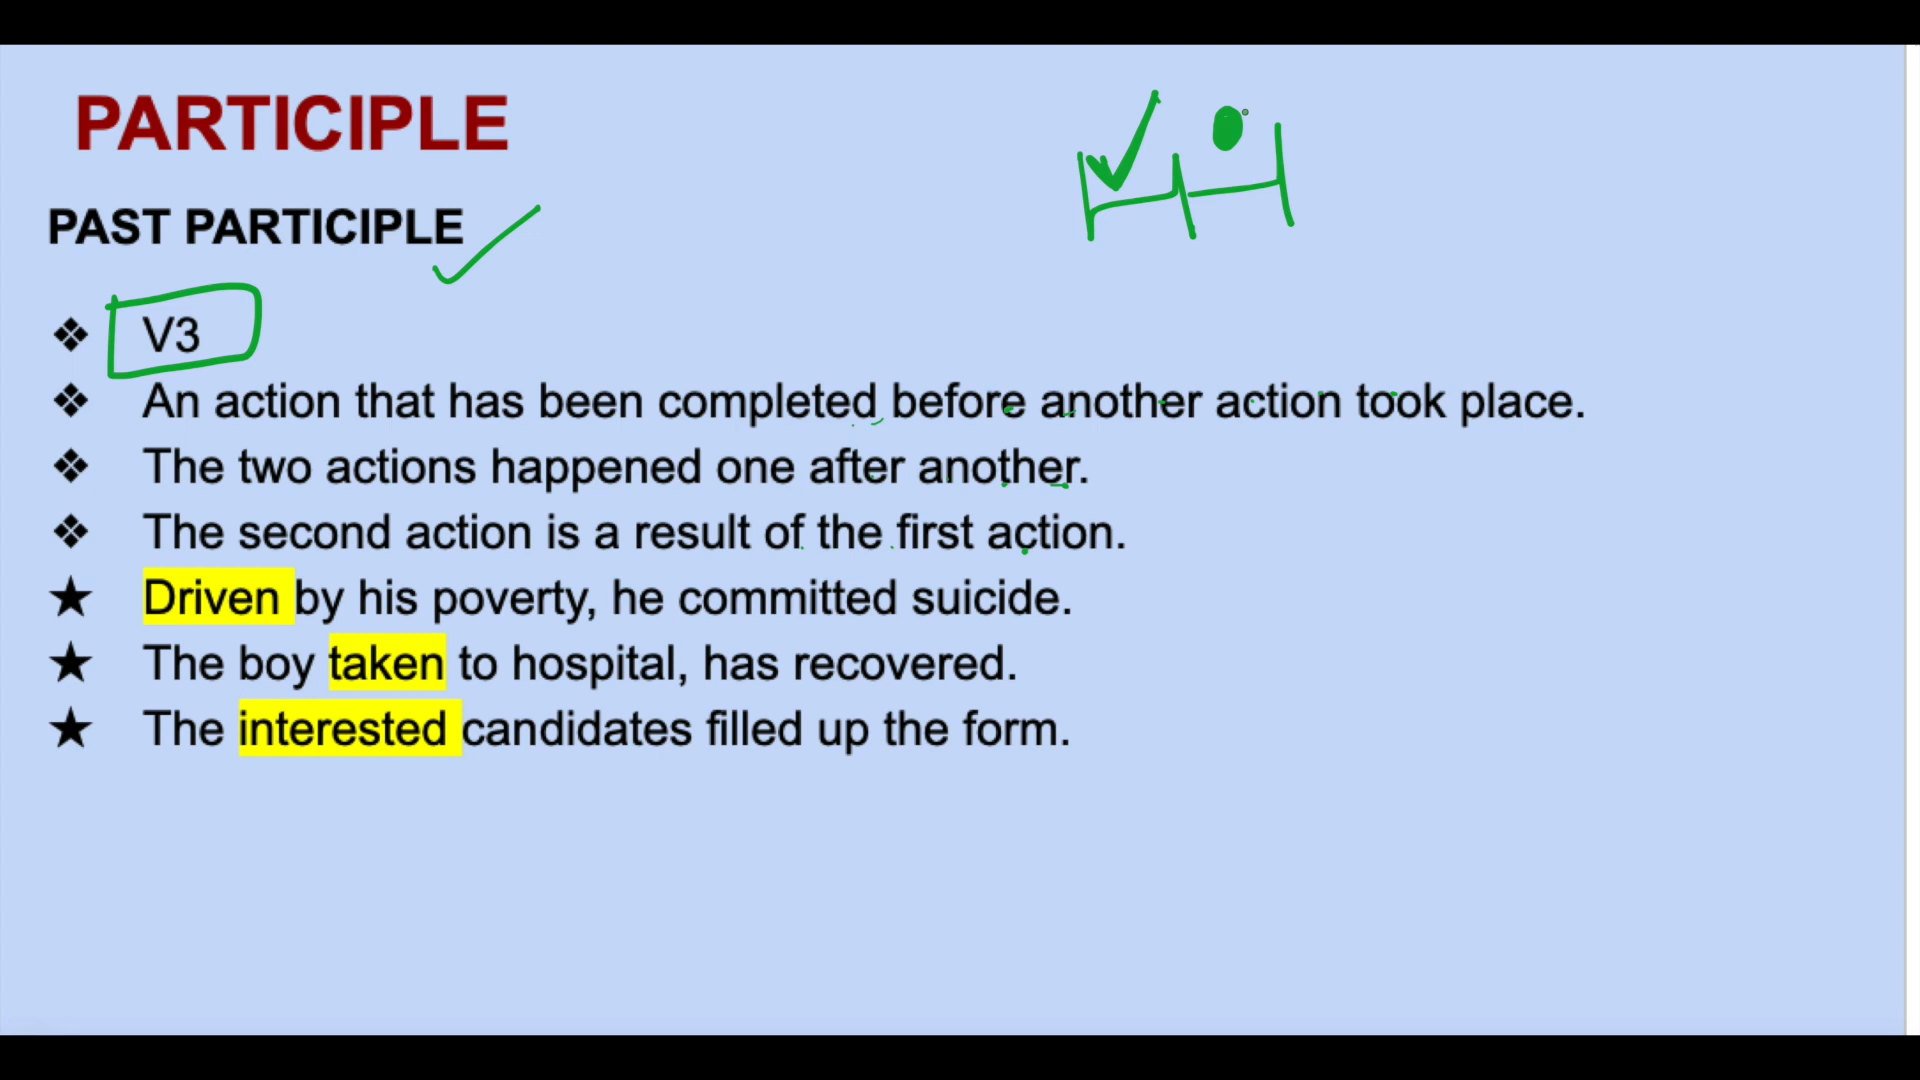 PARTICIPLE
PAST PARTICIPLE
❖ V3
❖ An action that has been completed before another action took place.
❖ The two actions happened one after another.
❖ The second action is a result of the first action.
★ Driven by his poverty, he committed suicide.
★ The boy taken to hospital, has recovered.
★ The interested candidates filled up the form.